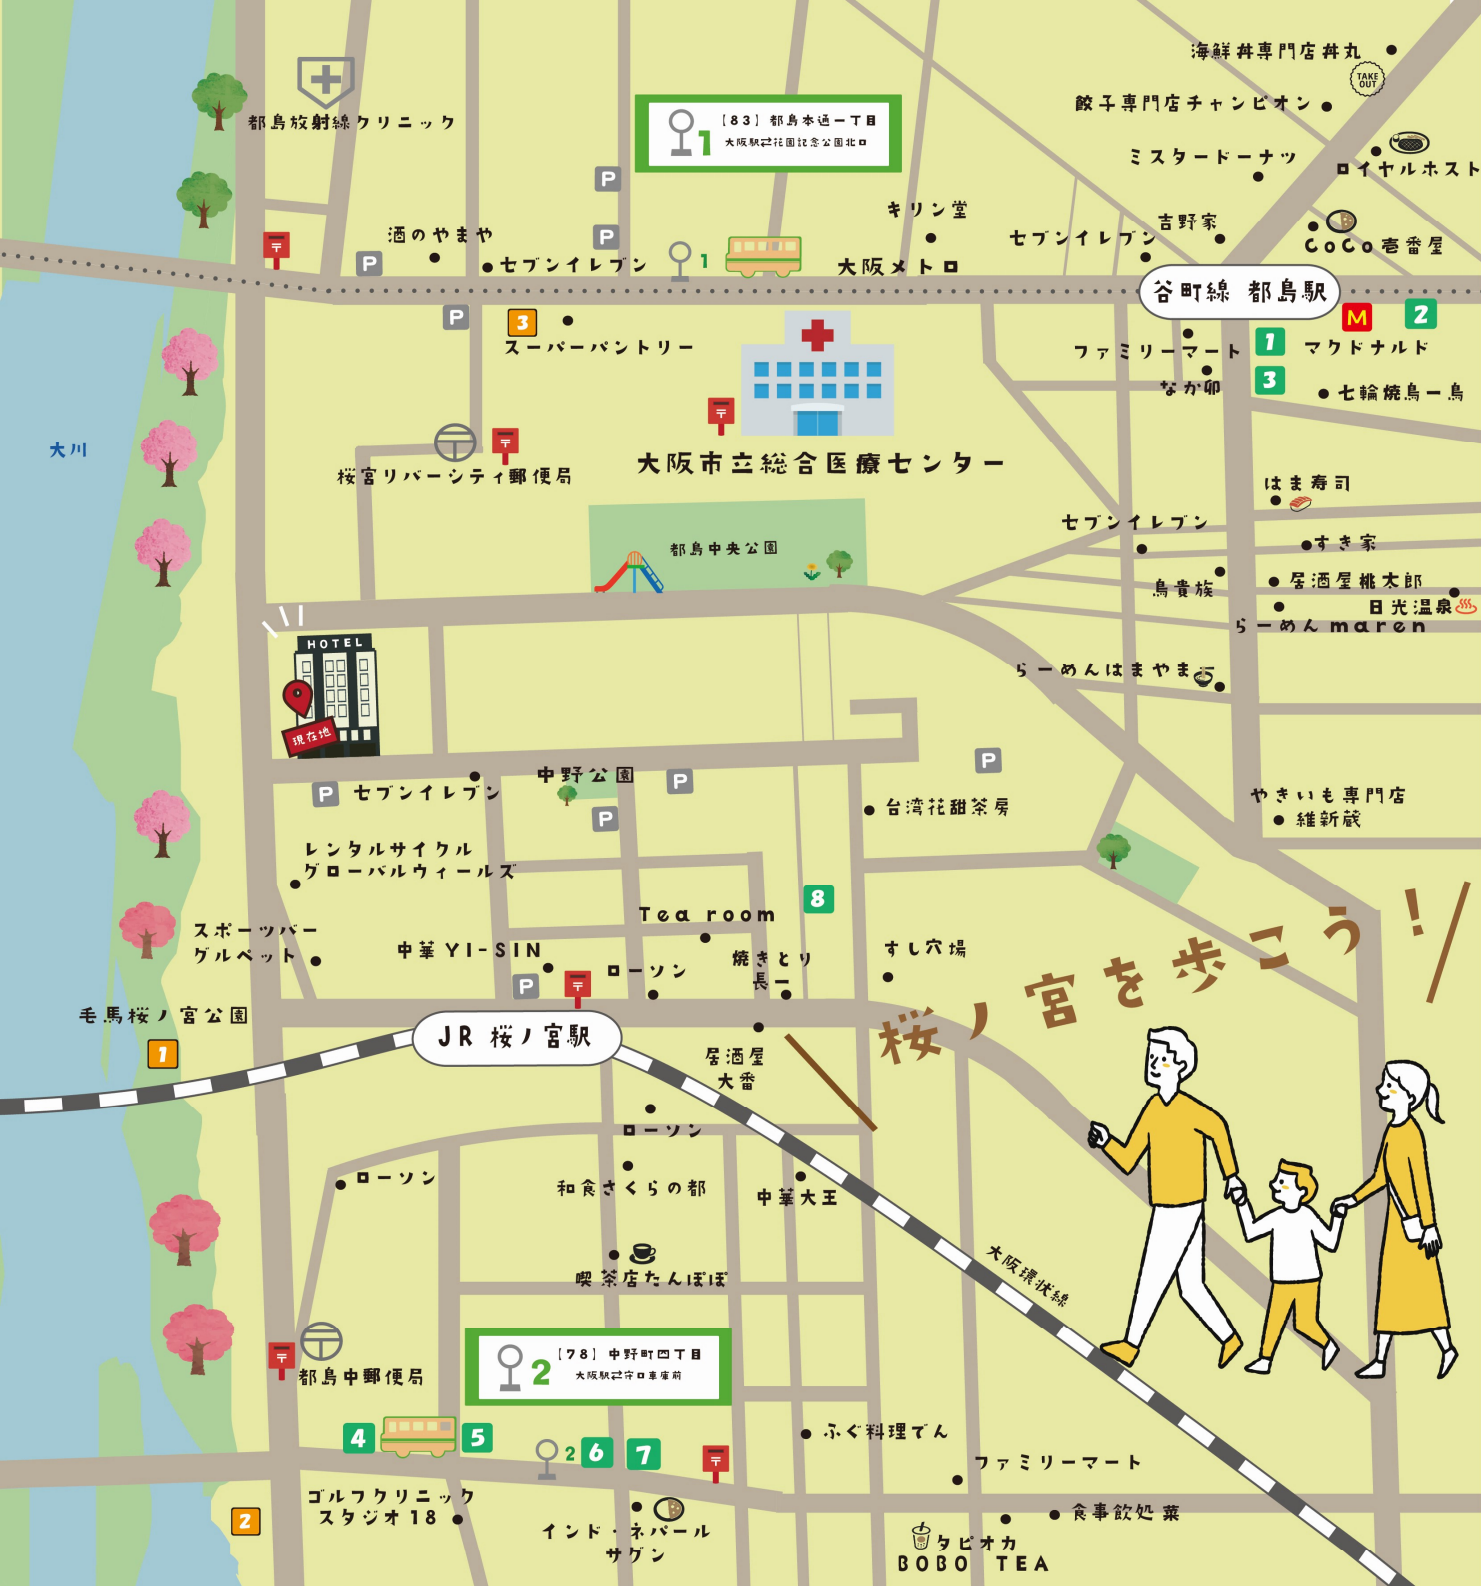 海鮮丼専門店丼丸
TAKE
OUT
餃子専門店チャンピオン
都島放射線クリニック
1
【83】都島本通一丁目
大阪駅⇄花園記念公園北口
ミスタードーナツ
ロイヤルホスト
P
キリン堂
吉野家
セブンイレブン
CoCo壱番屋
酒のやまや
P
P
セブンイレブン
1
大阪メトロ
谷町線 都島駅
P
3
スーパーパントリー
M
2
マクドナルド
1
ファミリーマート
3
なか卯
七輪焼鳥一鳥
大川
桜宮リバーシティ郵便局
大阪市立総合医療センター
はま寿司
セブンイレブン
すき家
都島中央公園
鳥貴族
居酒屋桃太郎
日光温泉
らーめん maren
HOTEL
現在地
らーめんはまやま
P
セブンイレブン
中野公園
P
P
P
台湾花甜茶房
やきいも専門店
維新蔵
レンタルサイクル
グローバルウィールズ
8
Tea room
スポーツバー
グルペット
中華 YI-SIN
ローソン
焼きとり
長一
すし穴場
P
桜ノ宮を歩こう!
毛馬桜ノ宮公園
1
JR 桜ノ宮駅
居酒屋
大番
ローソン
ローソン
和食さくらの都
中華大王
喫茶店たんぽぽ
大阪環状線
2
【78】中野町四丁目
大阪駅⇄守口車庫前
都島中郵便局
4
5
2
6
7
ふぐ料理でん
ファミリーマート
2
ゴルフクリニック
スタジオ18
インド・ネパール
サグン
食事飲処 菜
タピオカ
BOBO TEA